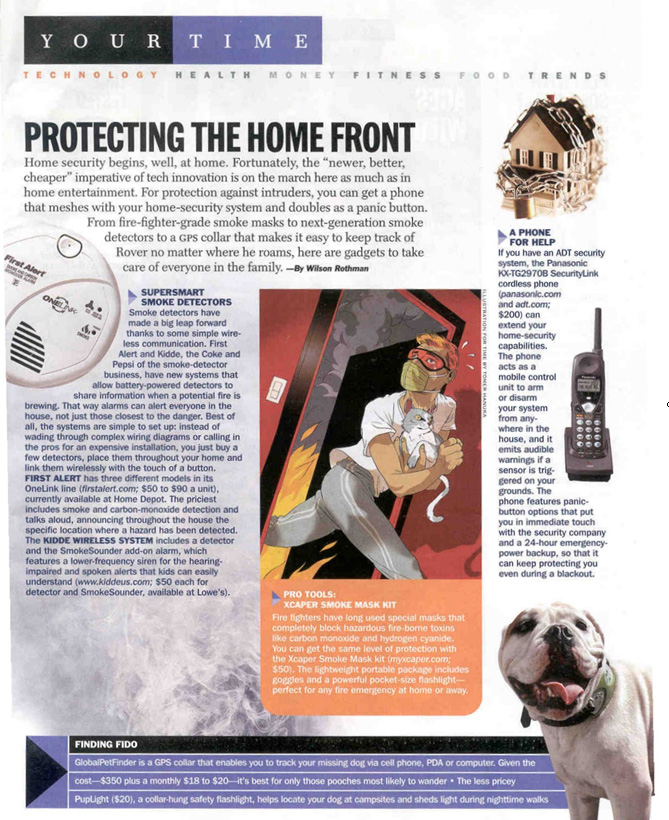 YOUR TIME
TECHNOLOGY HEALTH MONEY FITNESS FOOD TRENDS
PROTECTING THE HOME FRONT
Home security begins, well, at home. Fortunately, the “newer, better,
cheaper” imperative of tech innovation is on the march here as much as in
home entertainment. For protection against intruders, you can get a phone
that meshes with your home-security system and doubles as a panic button.
From fire-fighter-grade smoke masks to next-generation smoke
detectors to a GPS collar that makes it easy to keep track of
Rover no matter where he roams, here are gadgets to take
care of everyone in the family. —By Wilson Rothman
First Alert
ONELINK
SUPERSMART
SMOKE DETECTORS
Smoke detectors have
made a big leap forward
thanks to some simple wire-
less communication. First
Alert and Kidde, the Coke and
Pepsi of the smoke-detector
business, have new systems that
allow battery-powered detectors to
share information when a potential fire is
brewing. That way alarms can alert everyone in the
house, not just those closest to the danger. Best of
all, the systems are simple to set up: instead of
wading through complex wiring diagrams or calling in
the pros for an expensive installation, you just buy a
few detectors, place them throughout your home and
link them wirelessly with the touch of a button.
FIRST ALERT has three different models in its
OneLink line (firstalert.com; $50 to $90 a unit),
currently available at Home Depot. The priciest
includes smoke and carbon-monoxide detection and
talks aloud, announcing throughout the house the
specific location where a hazard has been detected.
The KIDDE WIRELESS SYSTEM includes a detector
and the SmokeSounder add-on alarm, which
features a lower-frequency siren for the hearing-
impaired and spoken alerts that kids can easily
understand (www.kiddeus.com; $50 each for
detector and SmokeSounder, available at Lowe's).
ILLUSTRATION FOR TIME BY TOMER HANUKA
PRO TOOLS:
XCAPER SMOKE MASK KIT
Fire fighters have long used special masks that
completely block hazardous fire-borne toxins
like carbon monoxide and hydrogen cyanide.
You can get the same level of protection with
the Xcaper Smoke Mask kit (myxcaper.com;
$50). The lightweight portable package includes
goggles and a powerful pocket-size flashlight—
perfect for any fire emergency at home or away.
A PHONE
FOR HELP
If you have an ADT security
system, the Panasonic
KX-TG2970B SecurityLink
cordless phone
(panasonic.com
and adt.com;
$200) can
extend your
home-security
capabilities.
The phone
acts as a
mobile control
unit to arm
or disarm
your system
from any-
where in the
house, and it
emits audible
warnings if a
sensor is trig-
gered on your
grounds. The
phone features panic-
button options that put
you in immediate touch
with the security company
and a 24-hour emergency-
power backup, so that it
can keep protecting you
even during a blackout.
FINDING FIDO
GlobalPetFinder is a GPS collar that enables you to track your missing dog via cell phone, PDA or computer. Given the
cost—$350 plus a monthly $18 to $20—it's best for only those pooches most likely to wander • The less pricey
PupLight ($20), a collar-hung safety flashlight, helps locate your dog at campsites and sheds light during nighttime walks